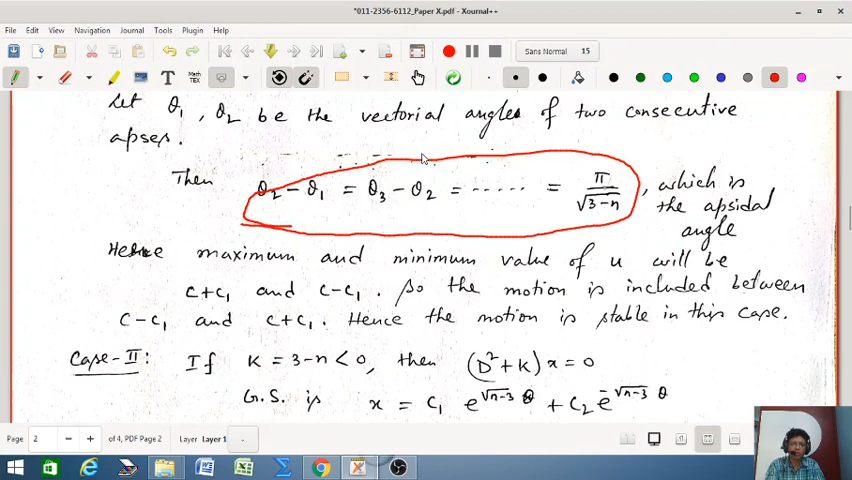 *011-2356-6112_Paper X.pdf - Xournal++
File Edit View Navigation Journal Tools Plugin Help
Sans Normal 15
T Math TEX
Let θ₁, θ₂ be the vectorial angles of two consecutive
apses.
Then θ₂ − θ₁ = θ₃ − θ₂ = ...... = π/√(3−n), which is
the apsidal
angle
Hence maximum and minimum value of u will be
c+c₁ and c−c₁. So the motion is included between
c−c₁ and c+c₁. Hence the motion is stable in this case.
Case-II: If K = 3−n < 0, then (D²+K)x = 0
G.S. is x = c₁ e^{√(n−3) θ} + c₂ e^{−√(n−3) θ}
Page 2 of 4, PDF Page 2 Layer Layer 1